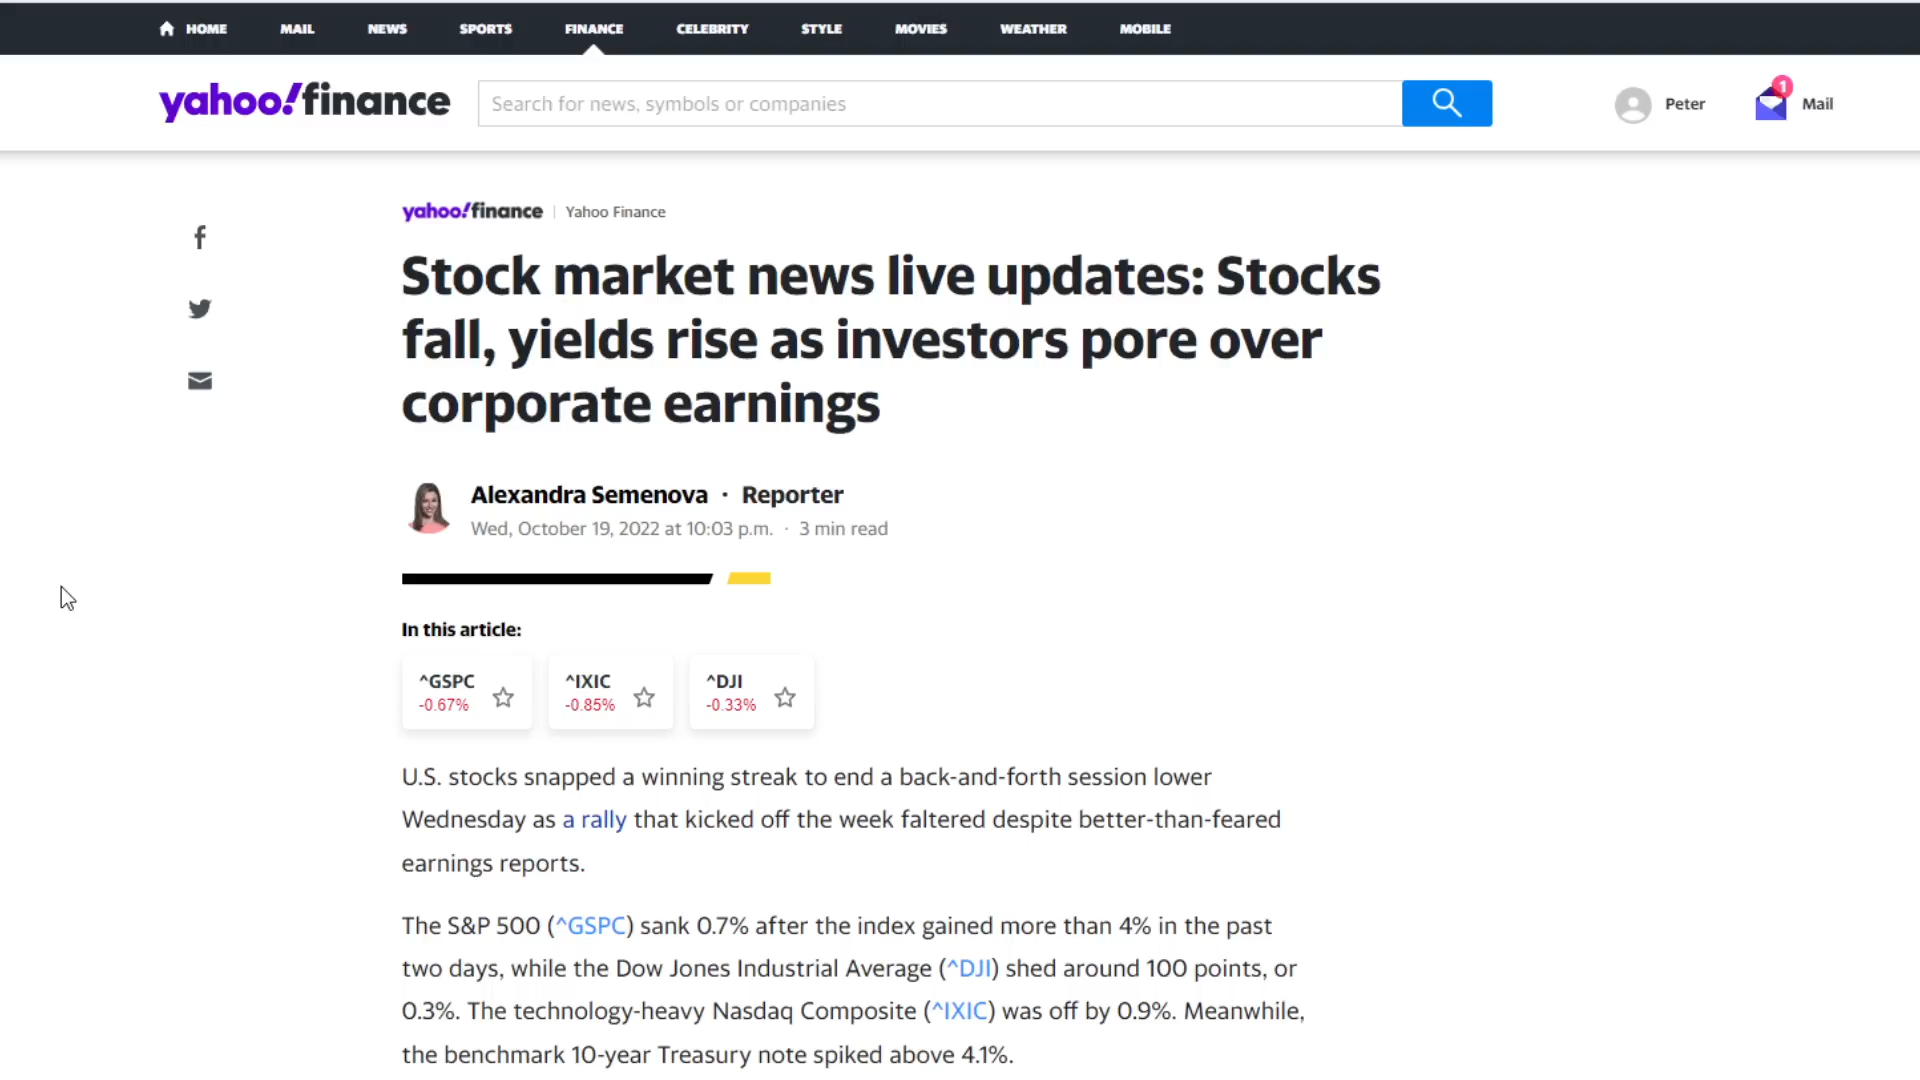 HOME MAIL NEWS SPORTS FINANCE CELEBRITY STYLE MOVIES WEATHER MOBILE
yahoo!finance Search for news, symbols or companies Peter 1 Mail
yahoo!finance Yahoo Finance
Stock market news live updates: Stocks
fall, yields rise as investors pore over
corporate earnings
Alexandra Semenova · Reporter
Wed, October 19, 2022 at 10:03 p.m. · 3 min read
In this article:
^GSPC ^IXIC ^DJI
-0.67% -0.85% -0.33%
U.S. stocks snapped a winning streak to end a back-and-forth session lower
Wednesday as a rally that kicked off the week faltered despite better-than-feared
earnings reports.
The S&P 500 (^GSPC) sank 0.7% after the index gained more than 4% in the past
two days, while the Dow Jones Industrial Average (^DJI) shed around 100 points, or
0.3%. The technology-heavy Nasdaq Composite (^IXIC) was off by 0.9%. Meanwhile,
the benchmark 10-year Treasury note spiked above 4.1%.